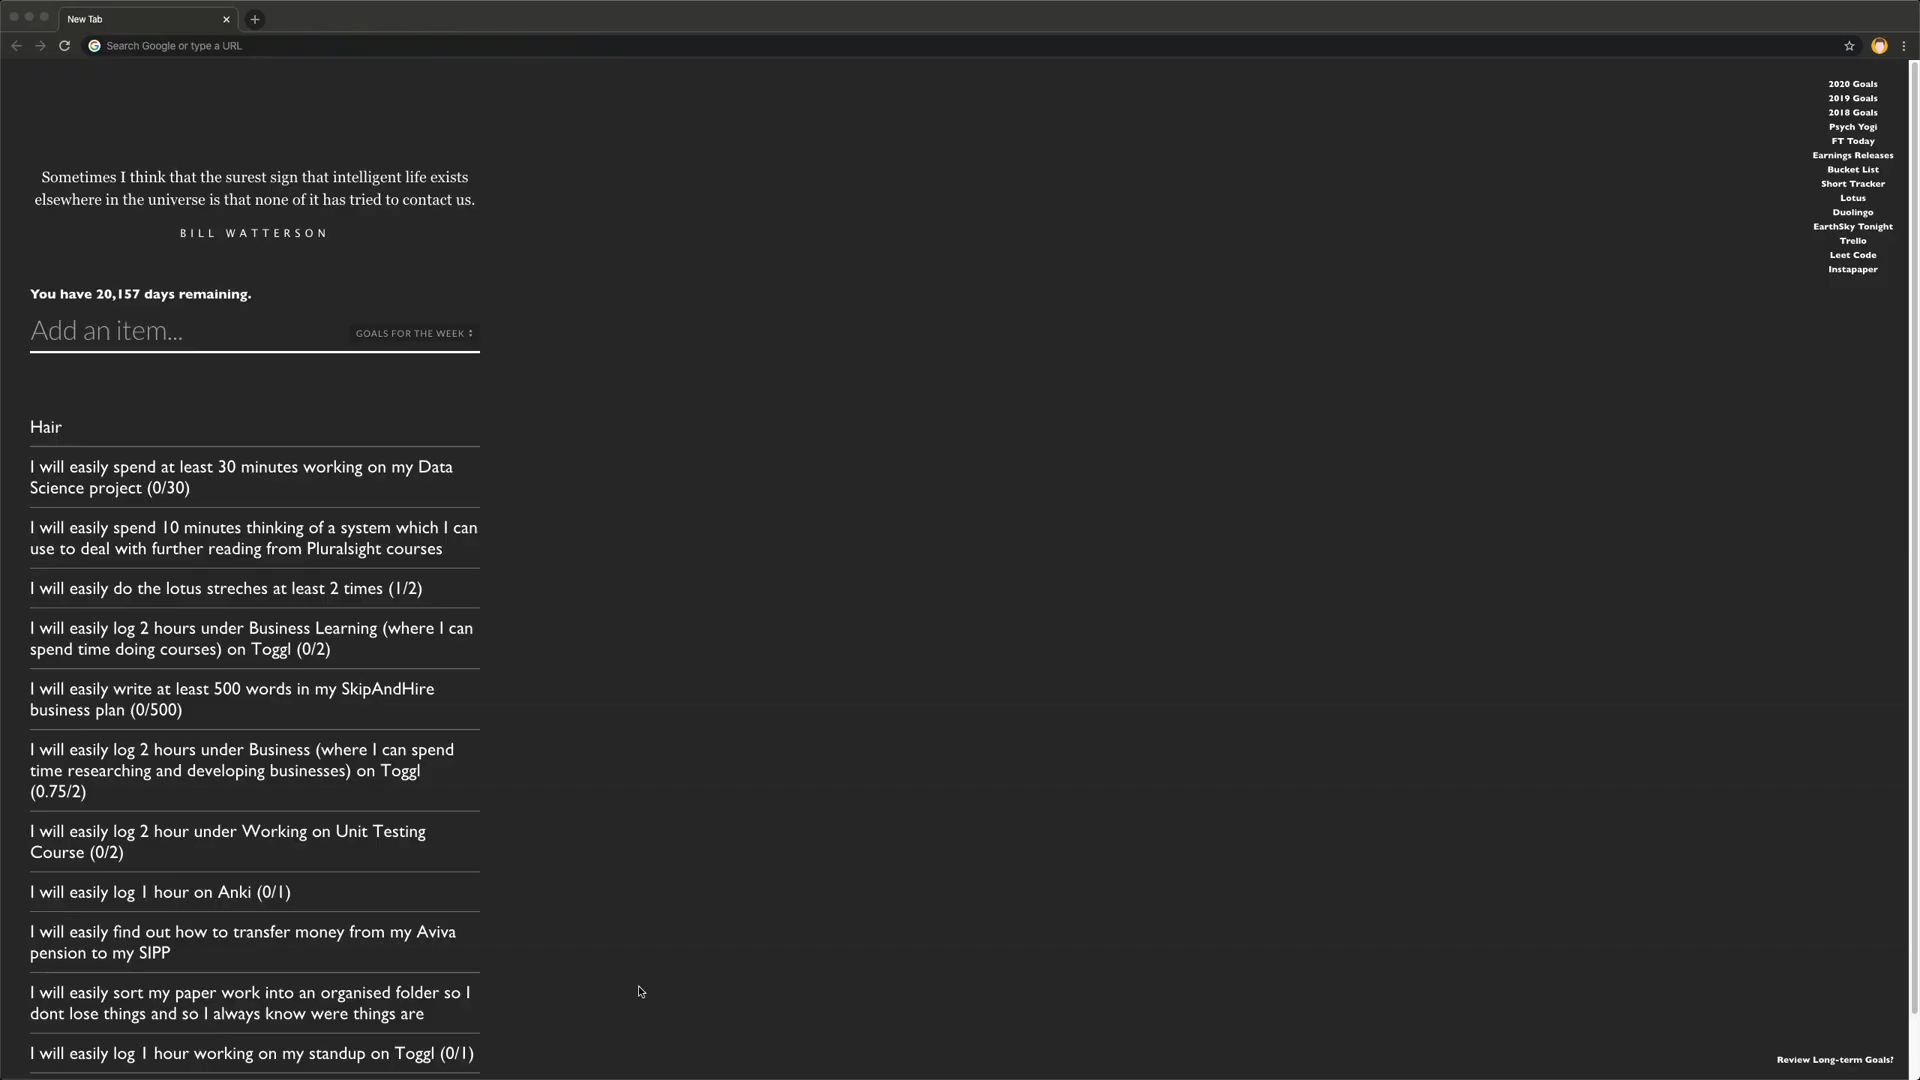 New Tab
Search Google or type a URL
2020 Goals
2019 Goals
2018 Goals
Psych Yogi
FT Today
Earnings Releases
Bucket List
Short Tracker
Lotus
Duolingo
EarthSky Tonight
Trello
Leet Code
Instapaper
Sometimes I think that the surest sign that intelligent life exists
elsewhere in the universe is that none of it has tried to contact us.
BILL WATTERSON
You have 20,157 days remaining.
Add an item...
GOALS FOR THE WEEK
Hair
I will easily spend at least 30 minutes working on my Data
Science project (0/30)
I will easily spend 10 minutes thinking of a system which I can
use to deal with further reading from Pluralsight courses
I will easily do the lotus streches at least 2 times (1/2)
I will easily log 2 hours under Business Learning (where I can
spend time doing courses) on Toggl (0/2)
I will easily write at least 500 words in my SkipAndHire
business plan (0/500)
I will easily log 2 hours under Business (where I can spend
time researching and developing businesses) on Toggl
(0.75/2)
I will easily log 2 hour under Working on Unit Testing
Course (0/2)
I will easily log 1 hour on Anki (0/1)
I will easily find out how to transfer money from my Aviva
pension to my SIPP
I will easily sort my paper work into an organised folder so I
dont lose things and so I always know were things are
I will easily log 1 hour working on my standup on Toggl (0/1)
Review Long-term Goals?